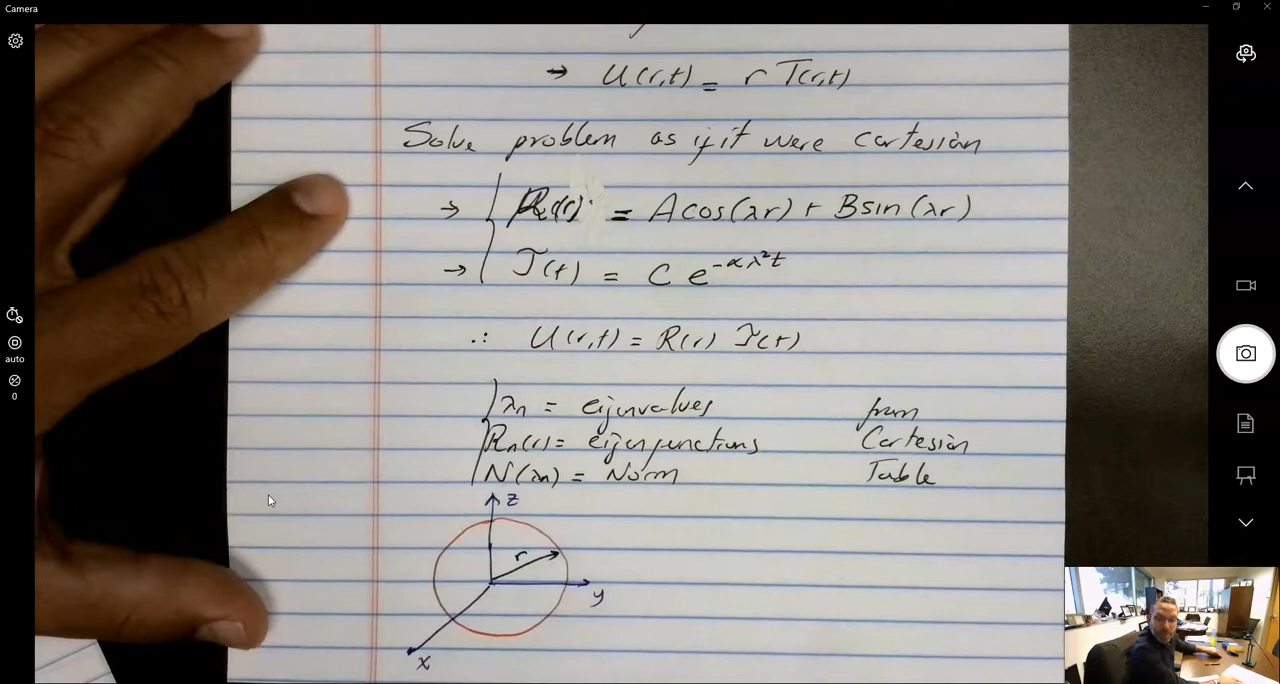 Camera
→ U(r,t) = r T(r,t)
Solve problem as if it were cartesian
→ R(r) = A cos(λr) + B sin(λr)
→ T(t) = C e^-αλ²t
∴ U(r,t) = R(r) T(t)
λn = eigenvalues from
Rn(r) = eigenfunctions Cartesian
N(λn) = Norm Table
z
r
y
x
auto
0